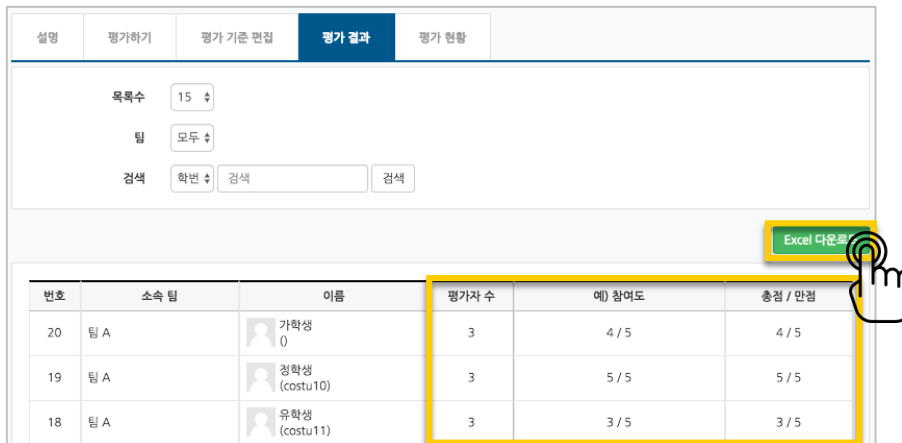 설명 평가하기 평가 기준 편집 평가 결과 평가 현황
목록수 15
팀 모두
검색 학번 검색 검색
Excel 다운로드
번호 소속 팀 이름 평가자 수 예) 참여도 총점 / 만점
20 팀 A 가학생 3 4 / 5 4 / 5
()
19 팀 A 정학생 3 5 / 5 5 / 5
(costu10)
18 팀 A 유학생 3 3 / 5 3 / 5
(costu11)